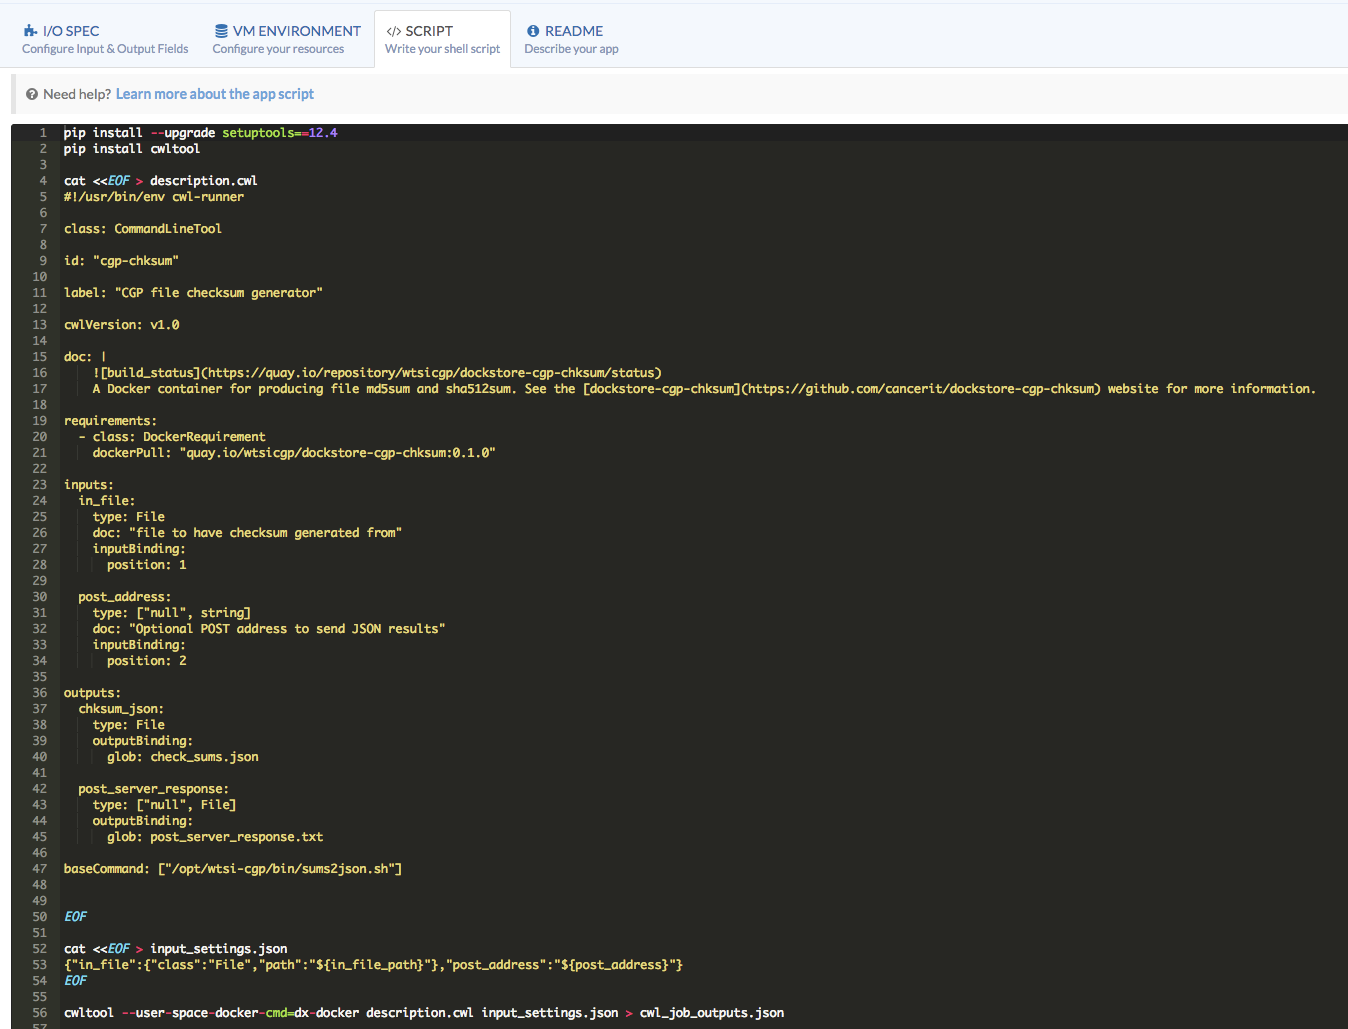 I/O SPEC
Configure Input & Output Fields
VM ENVIRONMENT
Configure your resources
</> SCRIPT
Write your shell script
README
Describe your app
Need help? Learn more about the app script
1 pip install --upgrade setuptools==12.4
2 pip install cwltool
3
4 cat <<EOF > description.cwl
5 #!/usr/bin/env cwl-runner
6
7 class: CommandLineTool
8
9 id: "cgp-chksum"
10
11 label: "CGP file checksum generator"
12
13 cwlVersion: v1.0
14
15 doc: |
16     ![build_status](https://quay.io/repository/wtsicgp/dockstore-cgp-chksum/status)
17     A Docker container for producing file md5sum and sha512sum. See the [dockstore-cgp-chksum](https://github.com/cancerit/dockstore-cgp-chksum) website for more information.
18
19 requirements:
20   - class: DockerRequirement
21     dockerPull: "quay.io/wtsicgp/dockstore-cgp-chksum:0.1.0"
22
23 inputs:
24   in_file:
25     type: File
26     doc: "file to have checksum generated from"
27     inputBinding:
28       position: 1
29
30   post_address:
31     type: ["null", string]
32     doc: "Optional POST address to send JSON results"
33     inputBinding:
34       position: 2
35
36 outputs:
37   chksum_json:
38     type: File
39     outputBinding:
40       glob: check_sums.json
41
42   post_server_response:
43     type: ["null", File]
44     outputBinding:
45       glob: post_server_response.txt
46
47 baseCommand: ["/opt/wtsi-cgp/bin/sums2json.sh"]
48
49
50 EOF
51
52 cat <<EOF > input_settings.json
53 {"in_file":{"class":"File","path":"${in_file_path}"},"post_address":"${post_address}"}
54 EOF
55
56 cwltool --user-space-docker-cmd=dx-docker description.cwl input_settings.json > cwl_job_outputs.json
57